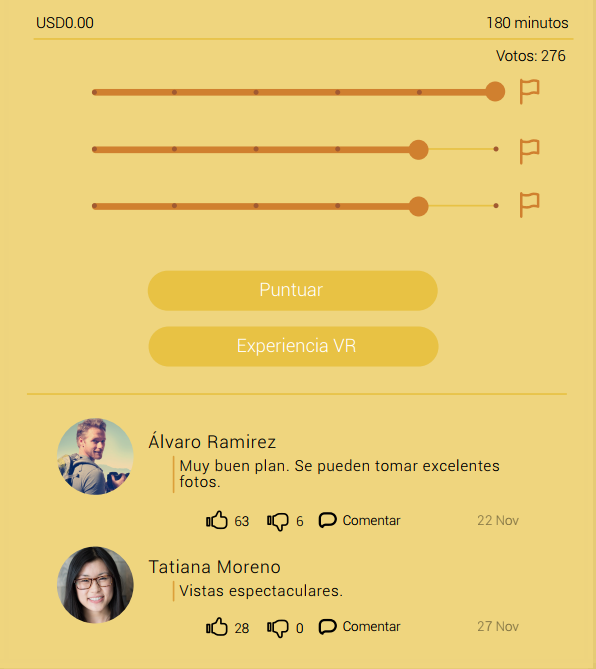 USD0.00 180 minutos
Votos: 276
Puntuar
Experiencia VR
Álvaro Ramirez
Muy buen plan. Se pueden tomar excelentes
fotos.
63 6 Comentar 22 Nov
Tatiana Moreno
Vistas espectaculares.
28 0 Comentar 27 Nov